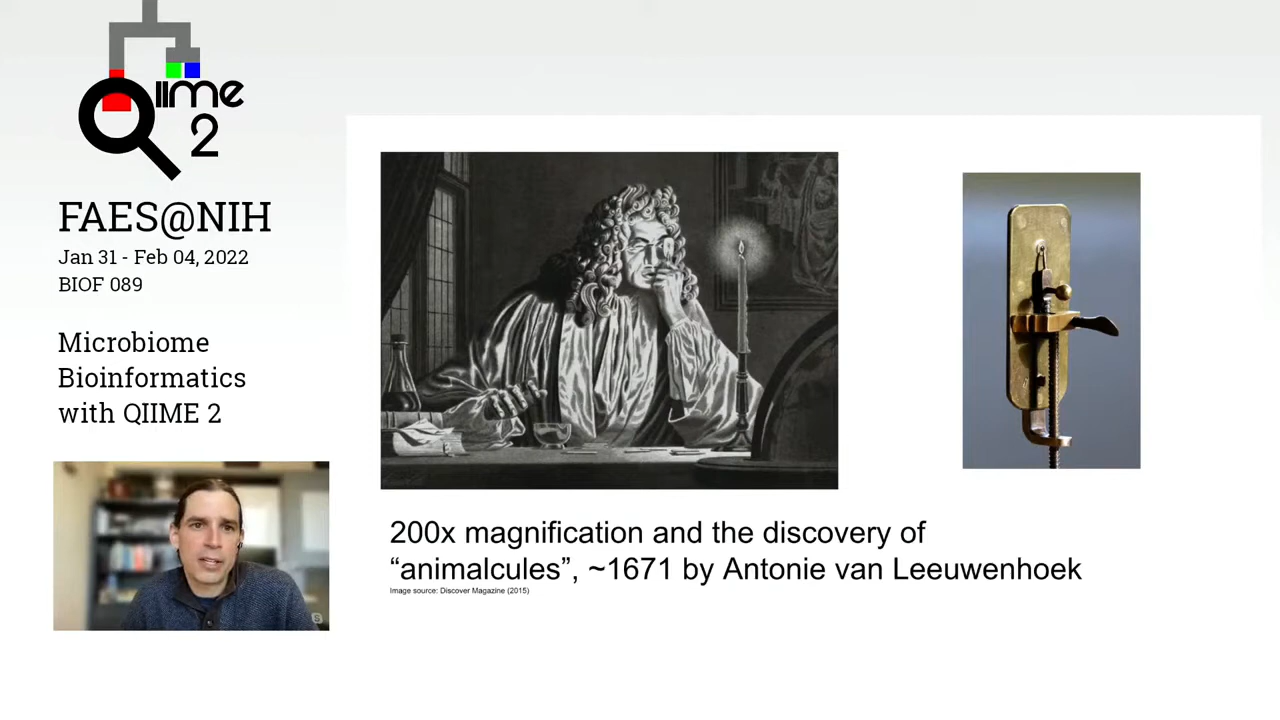 QIIME
2
FAES@NIH
Jan 31 - Feb 04, 2022
BIOF 089
Microbiome
Bioinformatics
with QIIME 2
200x magnification and the discovery of
“animalcules”, ~1671 by Antonie van Leeuwenhoek
Image source: Discover Magazine (2015)